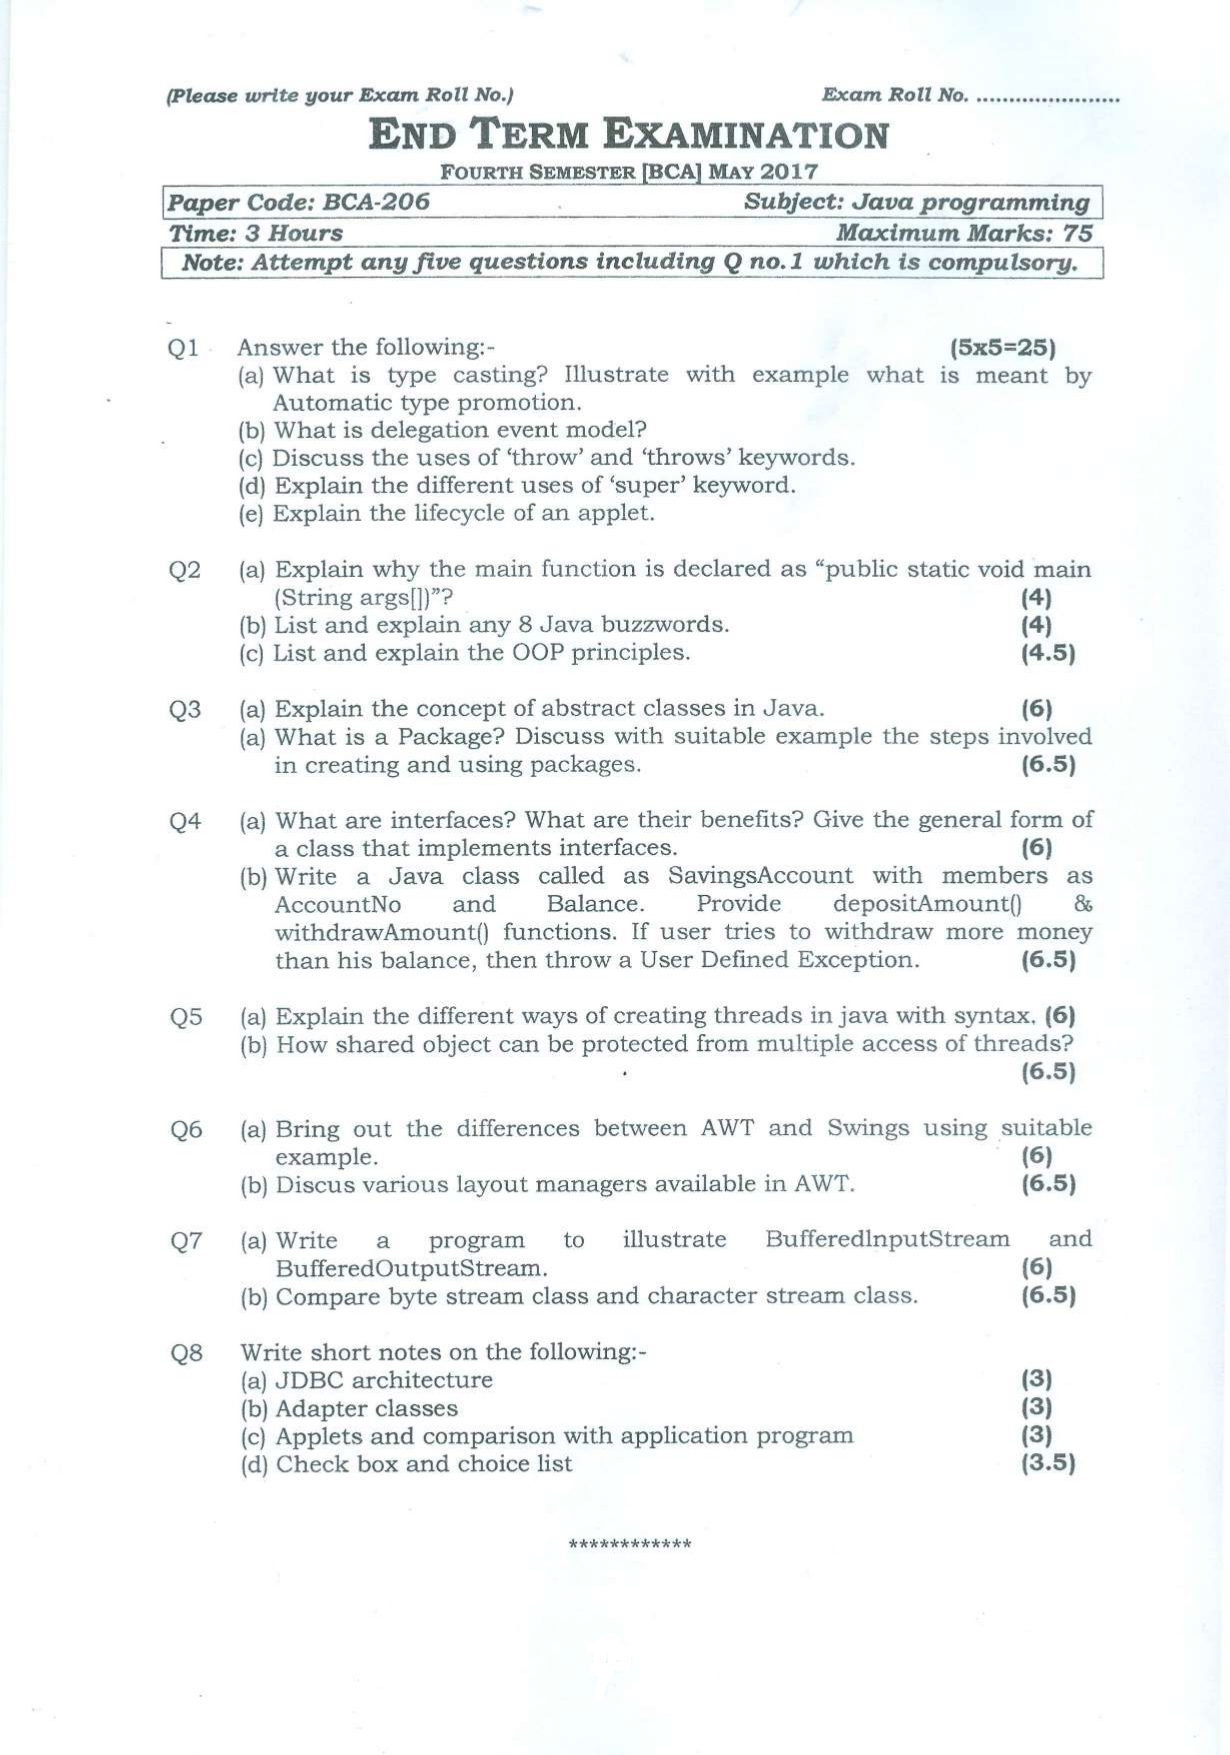 (Please write your Exam Roll No.) Exam Roll No. ......................
END TERM EXAMINATION
FOURTH SEMESTER [BCA] MAY 2017
Paper Code: BCA-206 Subject: Java programming
Time: 3 Hours Maximum Marks: 75
Note: Attempt any five questions including Q no.1 which is compulsory.
Q1 Answer the following:- (5x5=25)
(a) What is type casting? Illustrate with example what is meant by
Automatic type promotion.
(b) What is delegation event model?
(c) Discuss the uses of ‘throw’ and ‘throws’ keywords.
(d) Explain the different uses of ‘super’ keyword.
(e) Explain the lifecycle of an applet.
Q2 (a) Explain why the main function is declared as “public static void main
(String args[])”? (4)
(b) List and explain any 8 Java buzzwords. (4)
(c) List and explain the OOP principles. (4.5)
Q3 (a) Explain the concept of abstract classes in Java. (6)
(a) What is a Package? Discuss with suitable example the steps involved
in creating and using packages. (6.5)
Q4 (a) What are interfaces? What are their benefits? Give the general form of
a class that implements interfaces. (6)
(b) Write a Java class called as SavingsAccount with members as
AccountNo and Balance. Provide depositAmount() &
withdrawAmount() functions. If user tries to withdraw more money
than his balance, then throw a User Defined Exception. (6.5)
Q5 (a) Explain the different ways of creating threads in java with syntax. (6)
(b) How shared object can be protected from multiple access of threads?
(6.5)
Q6 (a) Bring out the differences between AWT and Swings using suitable
example. (6)
(b) Discus various layout managers available in AWT. (6.5)
Q7 (a) Write a program to illustrate BufferedInputStream and
BufferedOutputStream. (6)
(b) Compare byte stream class and character stream class. (6.5)
Q8 Write short notes on the following:-
(a) JDBC architecture (3)
(b) Adapter classes (3)
(c) Applets and comparison with application program (3)
(d) Check box and choice list (3.5)
************